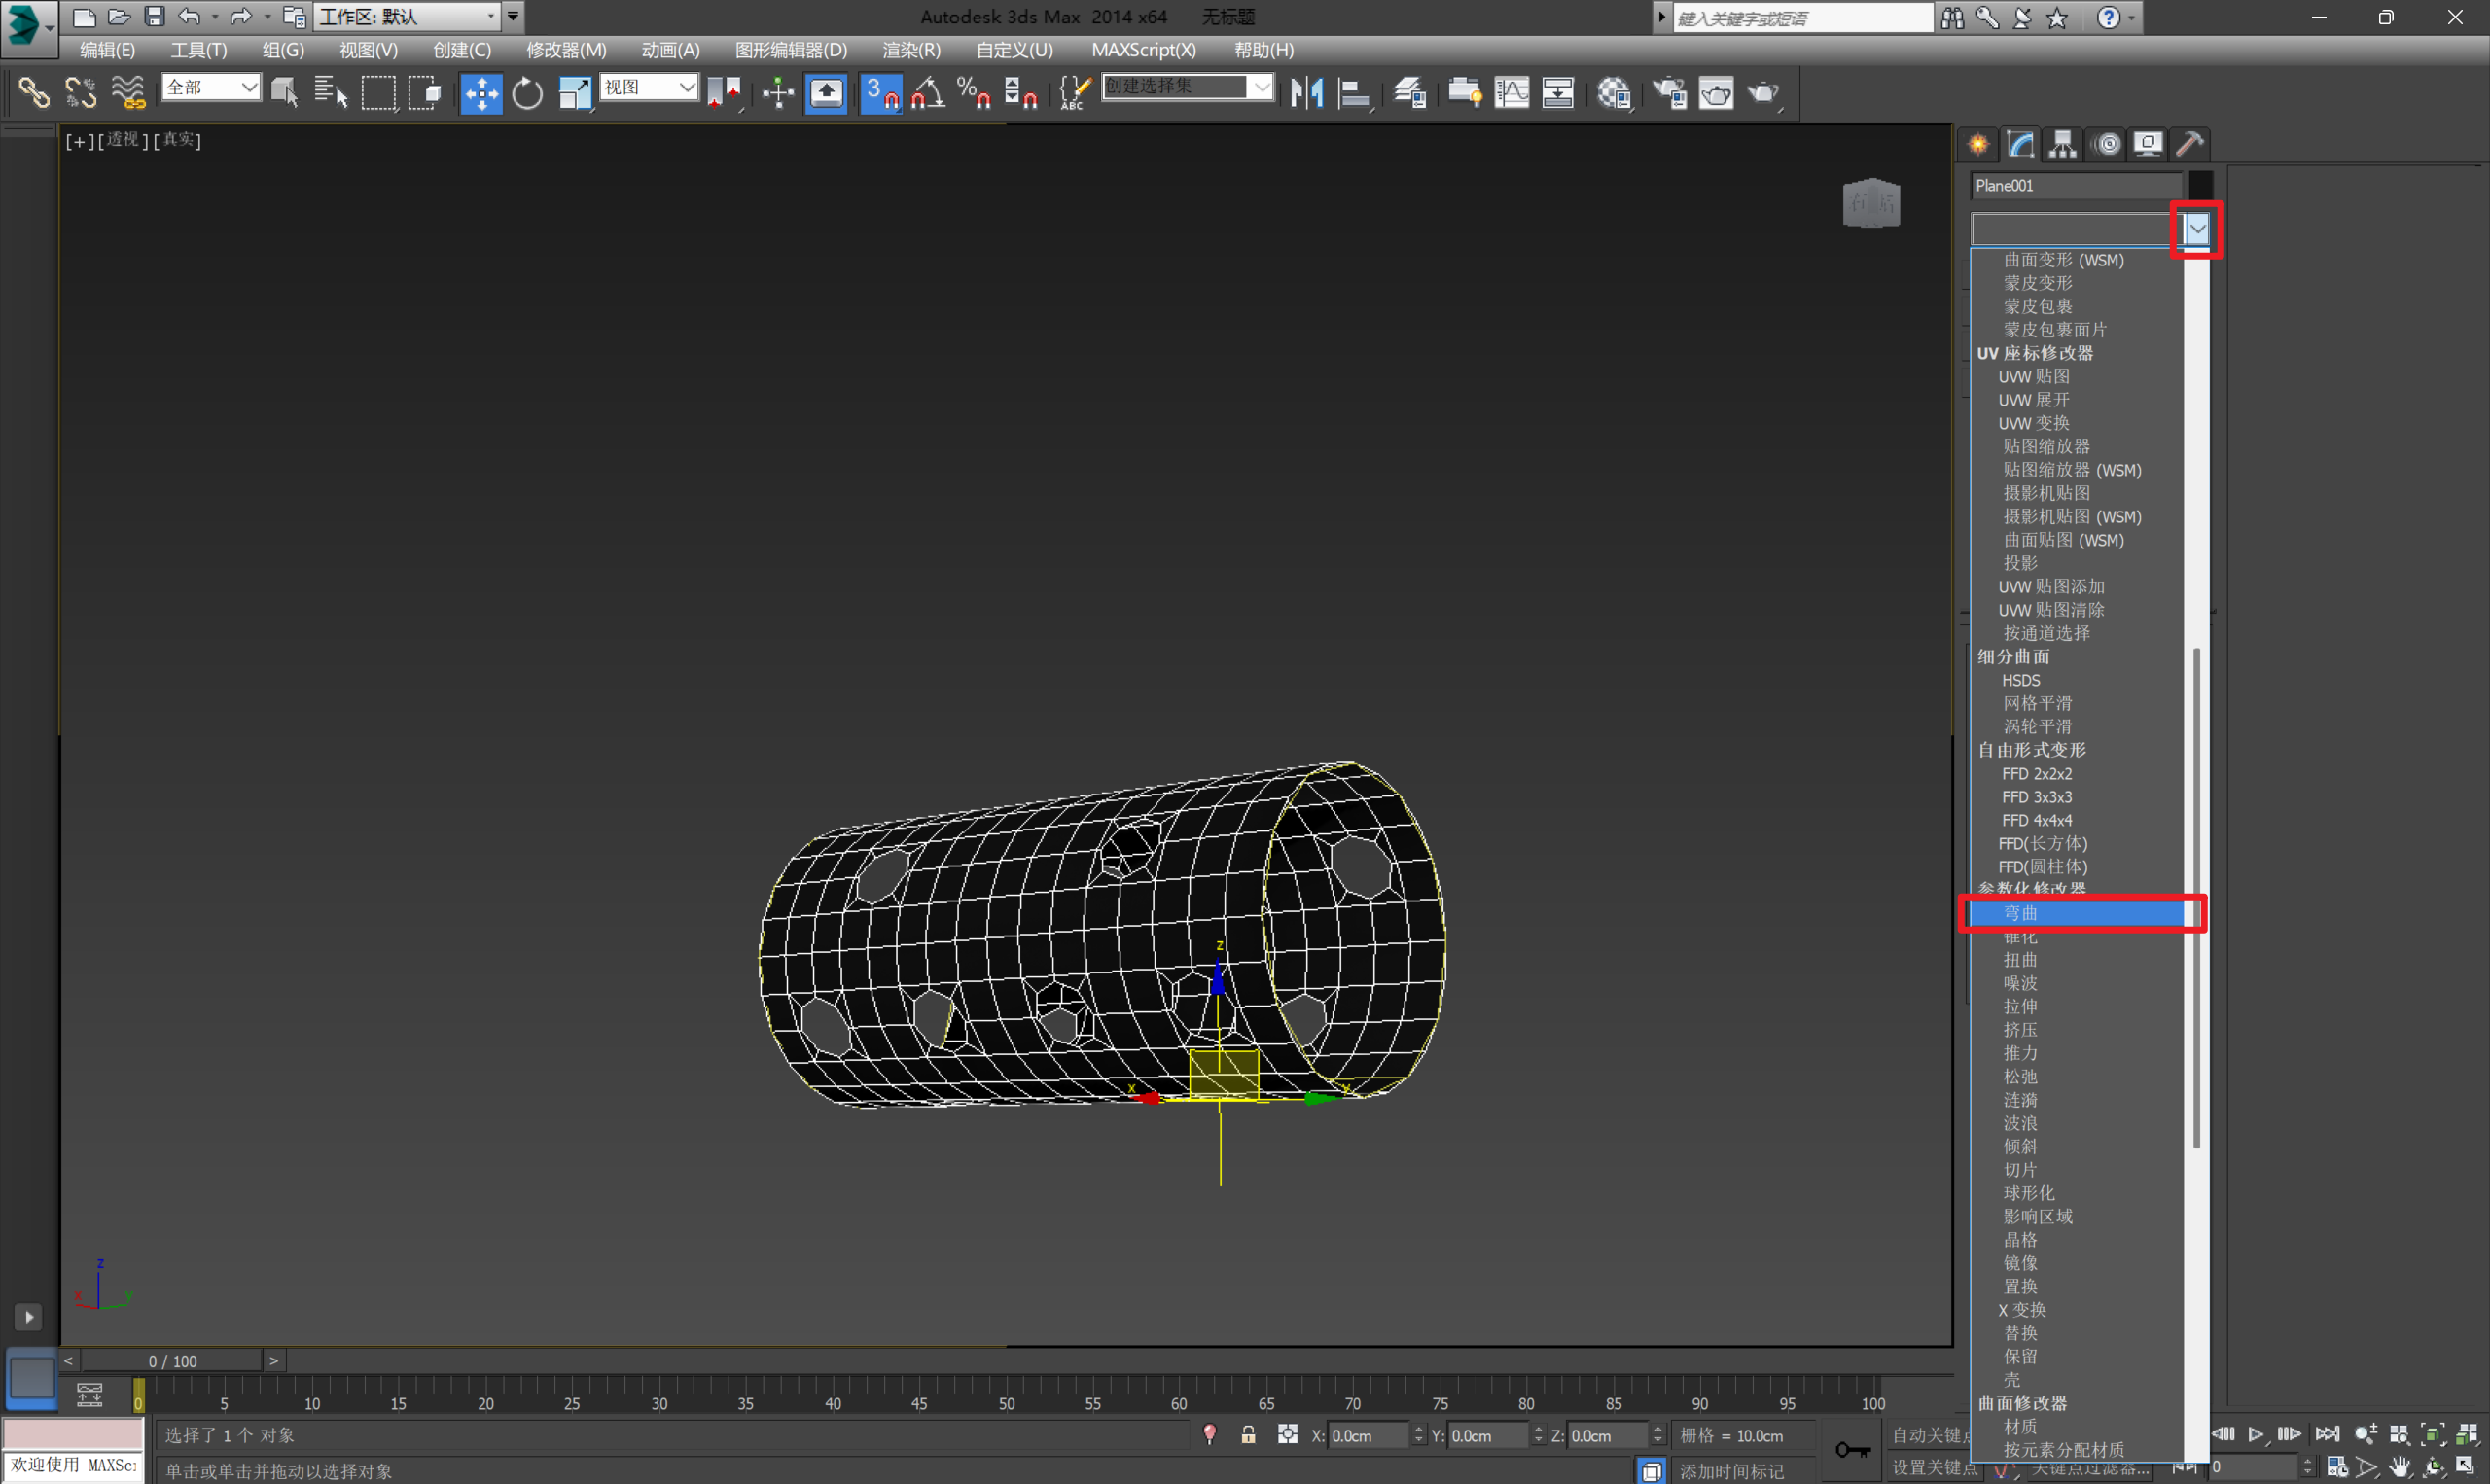 工作区: 默认
Autodesk 3ds Max 2014 x64 无标题
键入关键字或短语
编辑(E) 工具(T) 组(G) 视图(V) 创建(C) 修改器(M) 动画(A) 图形编辑器(D) 渲染(R) 自定义(U) MAXScript(X) 帮助(H)
全部
视图
3
%
ABC
创建选择集
[+][透视][真实]
Plane001
曲面变形 (WSM)
蒙皮变形
蒙皮包裹
蒙皮包裹面片
UV 座标修改器
UVW 贴图
UVW 展开
UVW 变换
贴图缩放器
贴图缩放器 (WSM)
摄影机贴图
摄影机贴图 (WSM)
曲面贴图 (WSM)
投影
UVW 贴图添加
UVW 贴图清除
按通道选择
细分曲面
HSDS
网格平滑
涡轮平滑
自由形式变形
FFD 2x2x2
FFD 3x3x3
FFD 4x4x4
FFD(长方体)
FFD(圆柱体)
参数化修改器
弯曲
锥化
扭曲
噪波
拉伸
挤压
推力
松弛
涟漪
波浪
倾斜
切片
球形化
影响区域
晶格
镜像
置换
X 变换
替换
保留
壳
曲面修改器
材质
按元素分配材质
z
x
y
z
x
y
< 0 / 100 >
0 5 10 15 20 25 30 35 40 45 50 55 60 65 70 75 80 85 90 95 100
选择了 1 个 对象
X: 0.0cm Y: 0.0cm Z: 0.0cm
栅格 = 10.0cm
自动关键点
欢迎使用 MAXSc
单击或单击并拖动以选择对象
添加时间标记
设置关键点
关键点过滤器...
0